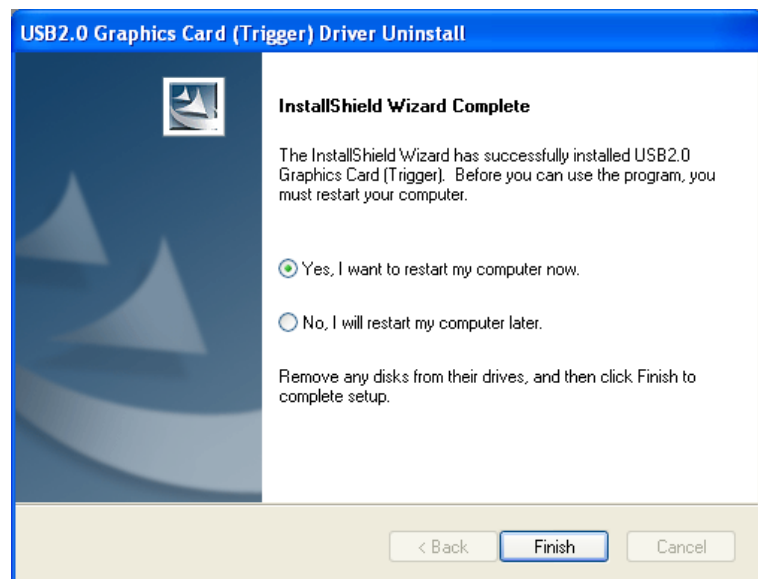 USB2.0 Graphics Card (Trigger) Driver Uninstall
InstallShield Wizard Complete
The InstallShield Wizard has successfully installed USB2.0
Graphics Card (Trigger). Before you can use the program, you
must restart your computer.
Yes, I want to restart my computer now.
No, I will restart my computer later.
Remove any disks from their drives, and then click Finish to
complete setup.
< Back
Finish
Cancel